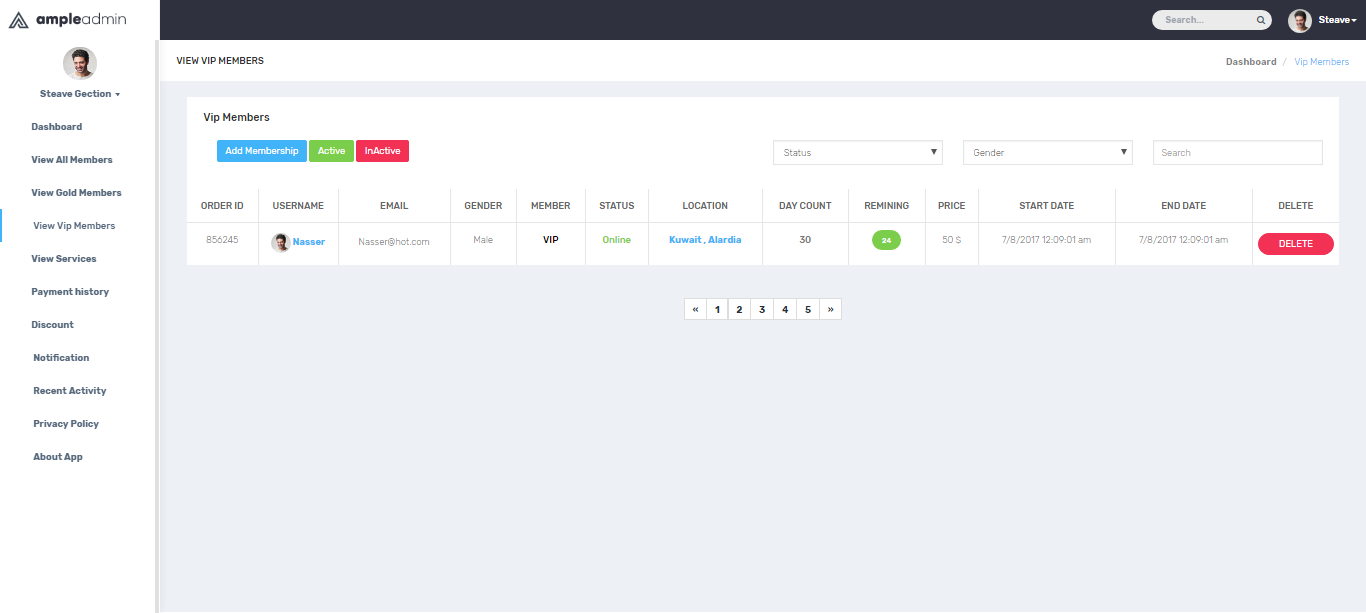 ampleadmin
Search...
Steave
Steave Gection
VIEW VIP MEMBERS
Dashboard / Vip Members
Dashboard
View All Members
View Gold Members
View Vip Members
View Services
Payment history
Discount
Notification
Recent Activity
Privacy Policy
About App
Vip Members
Add Membership Active InActive
Status Gender Search
ORDER ID USERNAME EMAIL GENDER MEMBER STATUS LOCATION DAY COUNT REMINING PRICE START DATE END DATE DELETE
856245 Nasser Nasser@hot.com Male VIP Online Kuwait , Alardia 30 24 50 $ 7/8/2017 12:09:01 am 7/8/2017 12:09:01 am DELETE
« 1 2 3 4 5 »